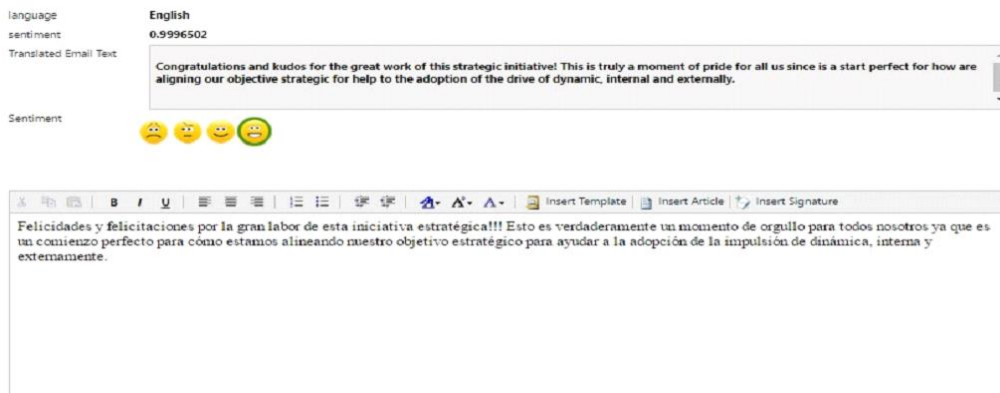 language English
sentiment 0.9996502
Translated Email Text
Congratulations and kudos for the great work of this strategic initiative! This is truly a moment of pride for all us since is a start perfect for how are
aligning our objective strategic for help to the adoption of the drive of dynamic, internal and externally.
Sentiment
B I U A A A Insert Template Insert Article Insert Signature
Felicidades y felicitaciones por la gran labor de esta iniciativa estratégica!!! Esto es verdaderamente un momento de orgullo para todos nosotros ya que es
un comienzo perfecto para cómo estamos alineando nuestro objetivo estratégico para ayudar a la adopción de la impulsión de dinámica, interna y
externamente.